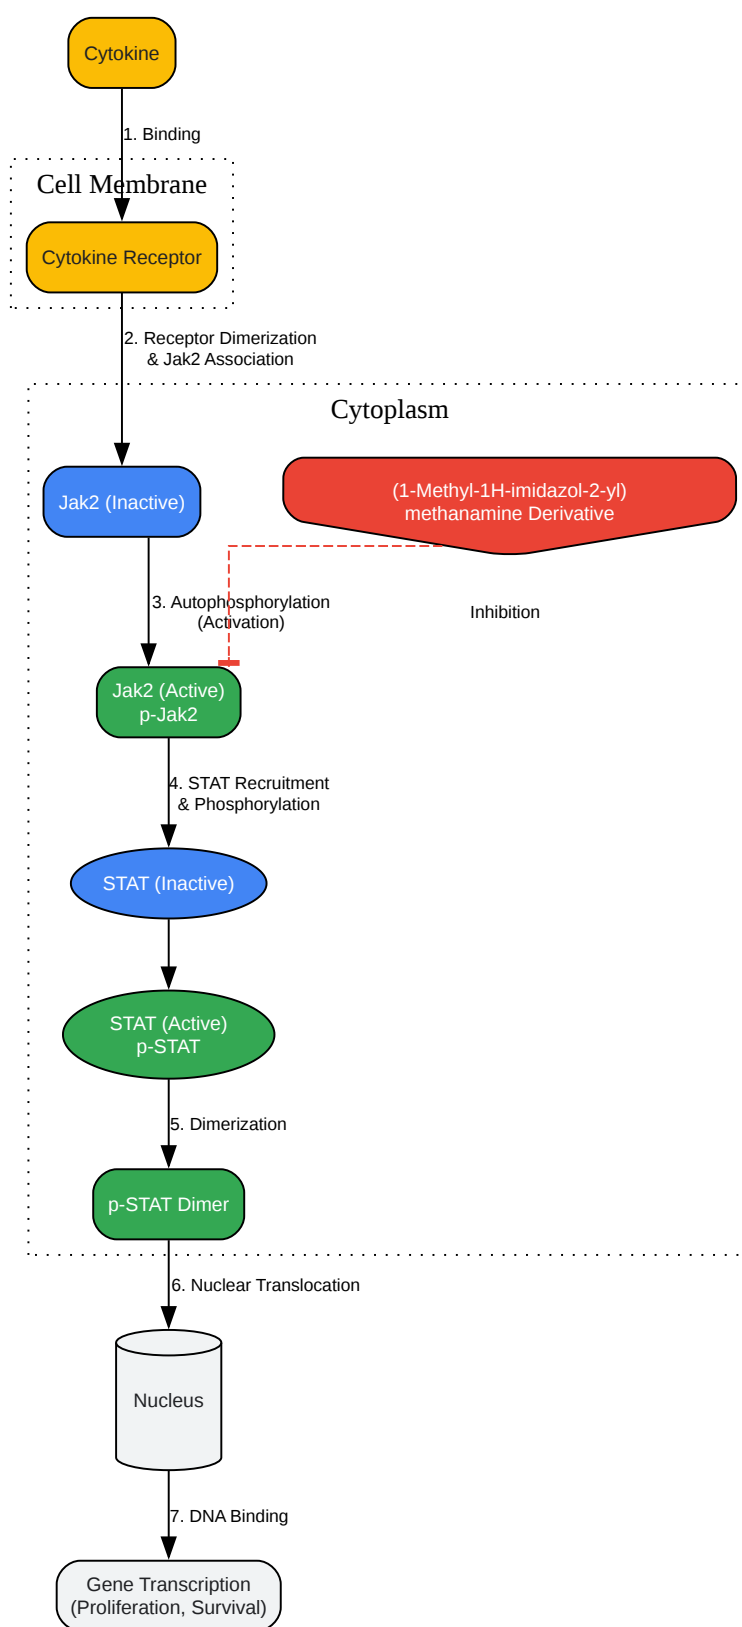 Cytokine
1. Binding
Cell Membrane
Cytokine Receptor
2. Receptor Dimerization
& Jak2 Association
Cytoplasm
Jak2 (Inactive)
(1-Methyl-1H-imidazol-2-yl)
methanamine Derivative
3. Autophosphorylation
(Activation)
Inhibition
Jak2 (Active)
p-Jak2
4. STAT Recruitment
& Phosphorylation
STAT (Inactive)
STAT (Active)
p-STAT
5. Dimerization
p-STAT Dimer
6. Nuclear Translocation
Nucleus
7. DNA Binding
Gene Transcription
(Proliferation, Survival)